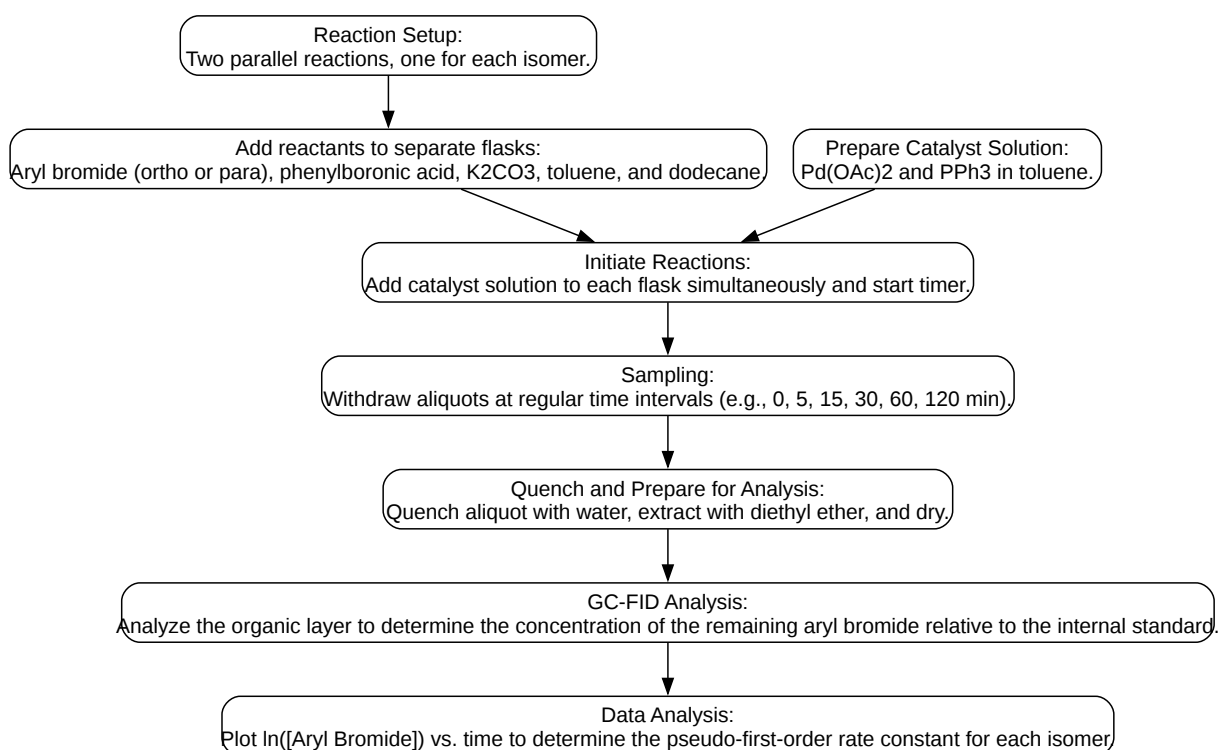 Reaction Setup:
Two parallel reactions, one for each isomer.
Add reactants to separate flasks:
Aryl bromide (ortho or para), phenylboronic acid, K2CO3, toluene, and dodecane.
Prepare Catalyst Solution:
Pd(OAc)2 and PPh3 in toluene.
Initiate Reactions:
Add catalyst solution to each flask simultaneously and start timer.
Sampling:
Withdraw aliquots at regular time intervals (e.g., 0, 5, 15, 30, 60, 120 min).
Quench and Prepare for Analysis:
Quench aliquot with water, extract with diethyl ether, and dry.
GC-FID Analysis:
Analyze the organic layer to determine the concentration of the remaining aryl bromide relative to the internal standard.
Data Analysis:
Plot ln([Aryl Bromide]) vs. time to determine the pseudo-first-order rate constant for each isomer.